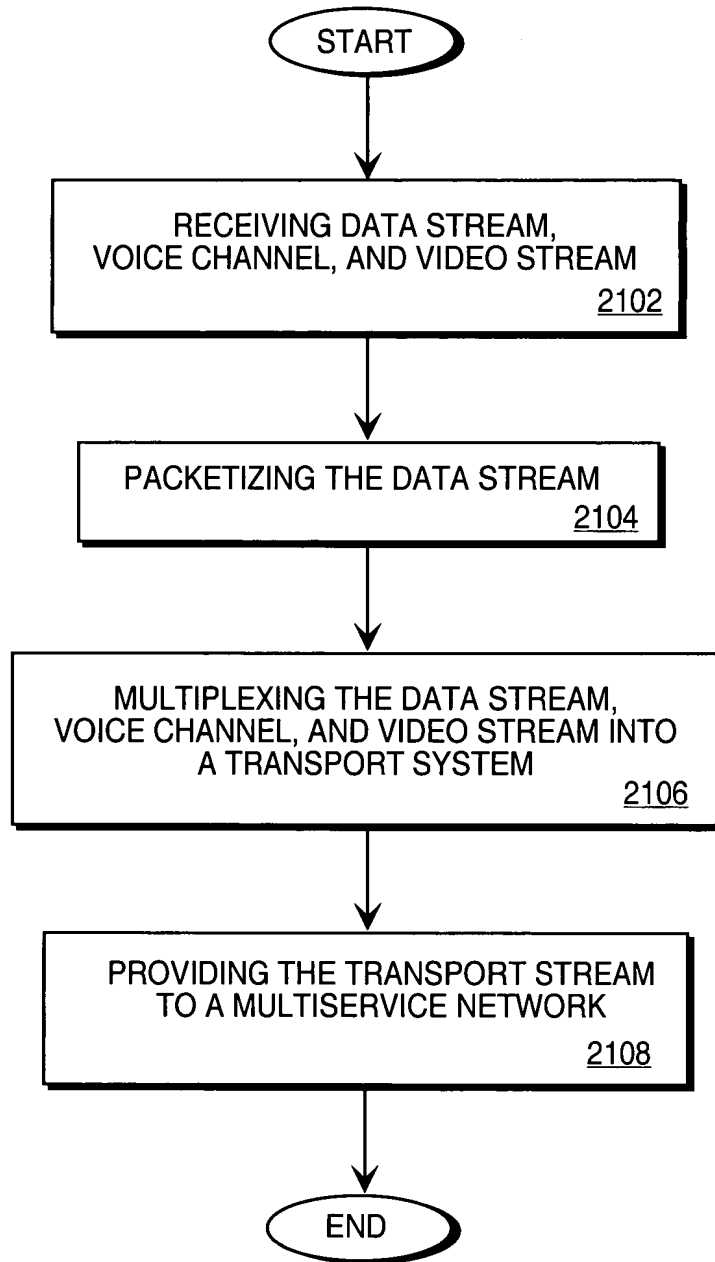 START
RECEIVING DATA STREAM,
VOICE CHANNEL, AND VIDEO STREAM
2102
PACKETIZING THE DATA STREAM
2104
MULTIPLEXING THE DATA STREAM,
VOICE CHANNEL, AND VIDEO STREAM INTO
A TRANSPORT SYSTEM
2106
PROVIDING THE TRANSPORT STREAM
TO A MULTISERVICE NETWORK
2108
END